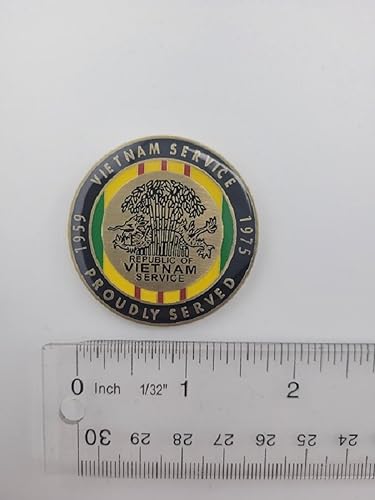 VIETNAM SERVICE
1959
1975
REPUBLIC OF
VIETNAM
SERVICE
PROUDLY SERVED
0 Inch 1/32" 1 2
30 29 28 27 26 25 24